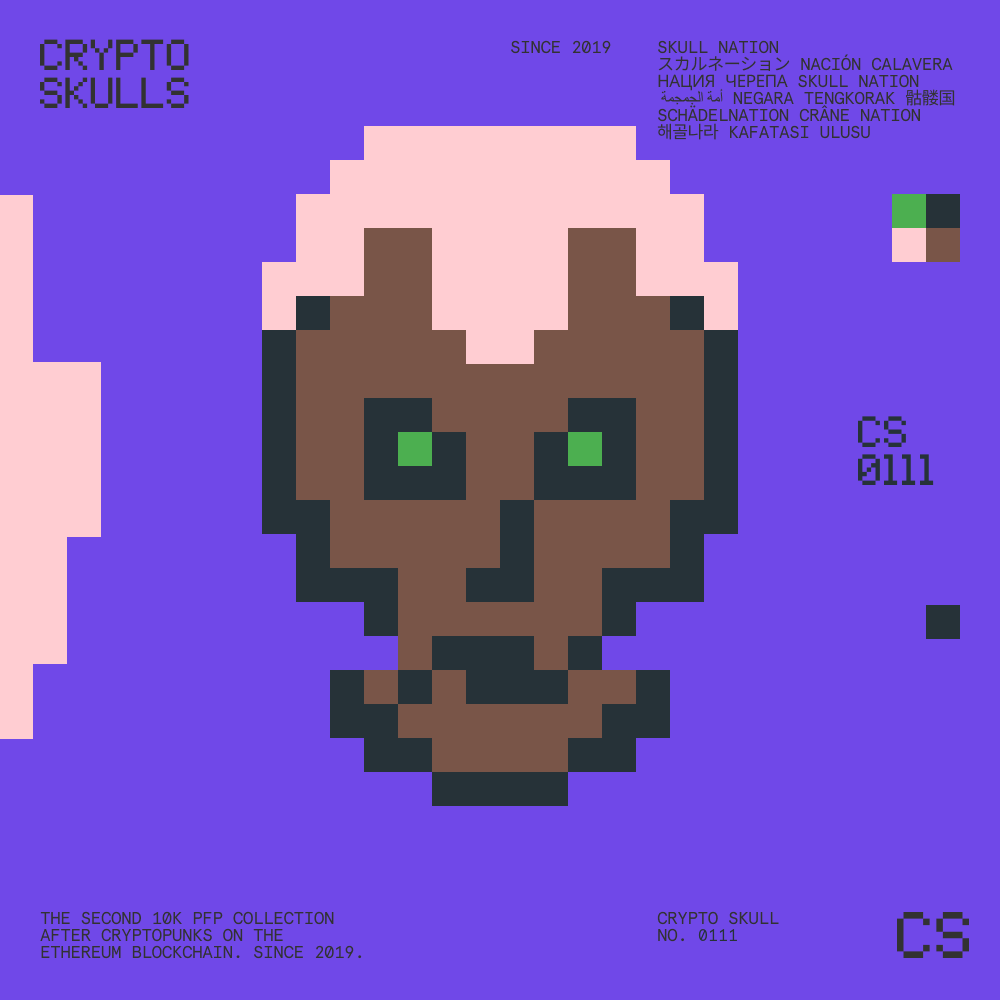 CRYPTO
SKULLS
SINCE 2019
SKULL NATION
スカルネーション NACIÓN CALAVERA
НАЦИЯ ЧЕРЕПА SKULL NATION
أمة الجمجمة NEGARA TENGKORAK 骷髅国
SCHÄDELNATION CRÂNE NATION
해골나라 KAFATASI ULUSU
CS
0111
THE SECOND 10K PFP COLLECTION
AFTER CRYPTOPUNKS ON THE
ETHEREUM BLOCKCHAIN. SINCE 2019.
CRYPTO SKULL
NO. 0111
CS